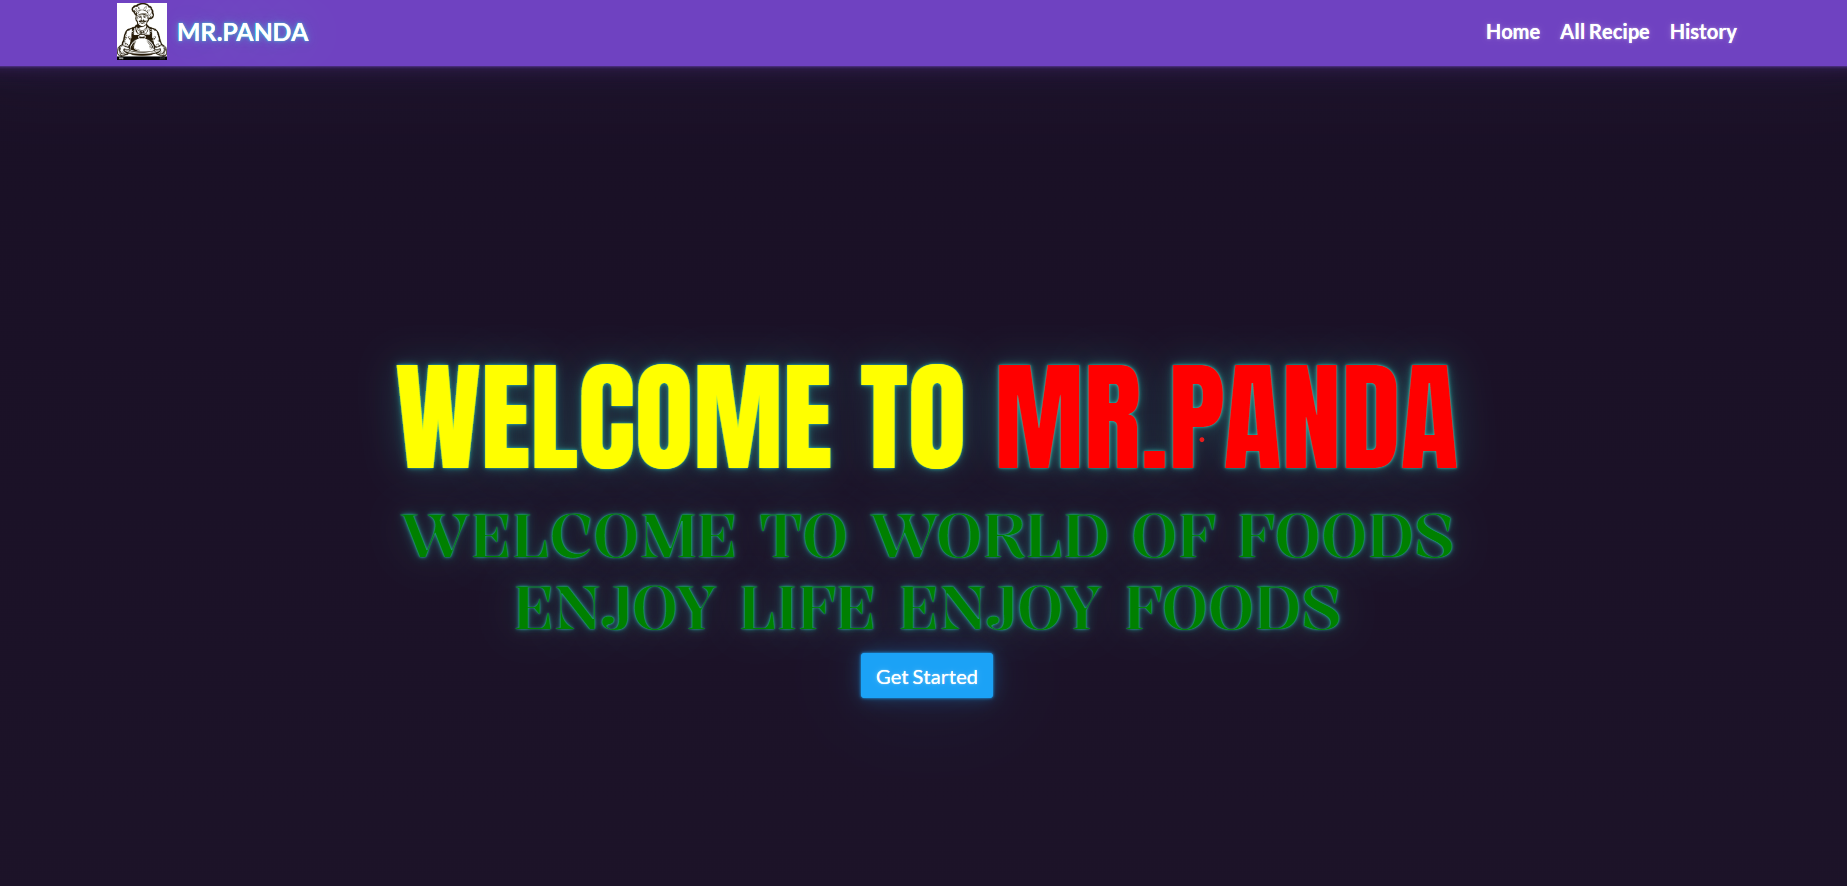 MR.PANDA
Home All Recipe History
WELCOME TO MR.PANDA
WELCOME TO WORLD OF FOODS
ENJOY LIFE ENJOY FOODS
Get Started